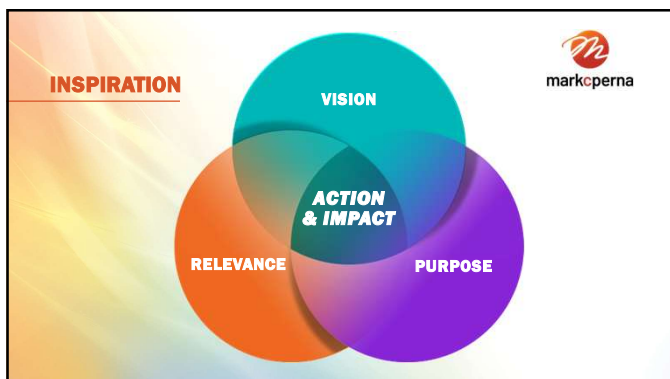 INSPIRATION
markcperna
VISION
ACTION
& IMPACT
RELEVANCE
PURPOSE